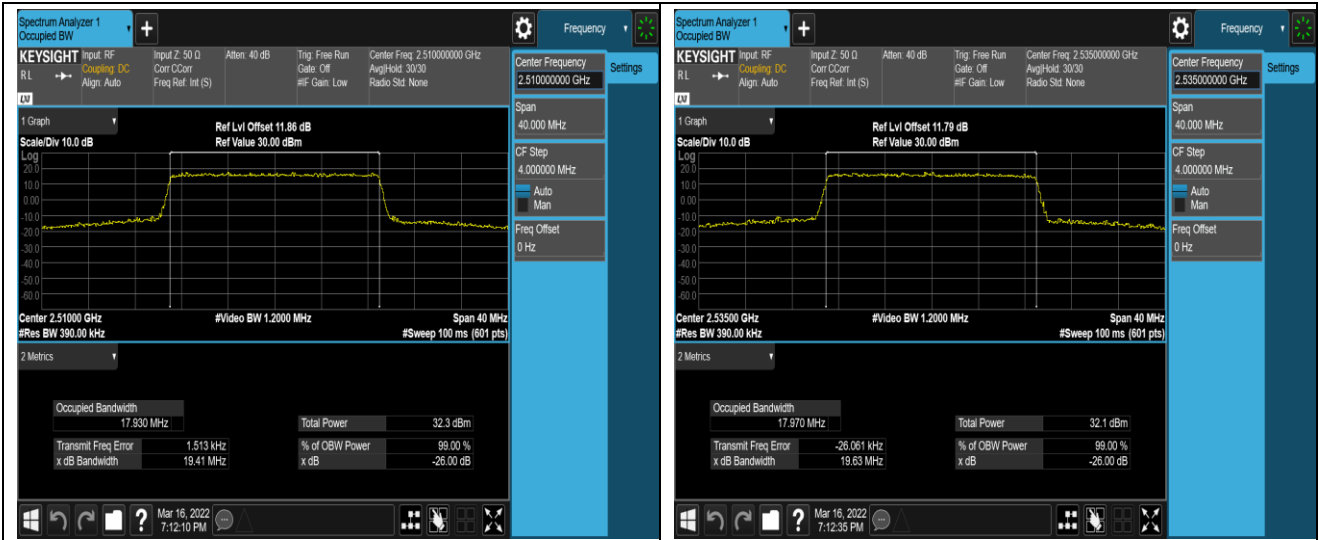 Spectrum Analyzer 1
Occupied BW
Frequency
KEYSIGHT
Input: RF
Coupling: DC
Align: Auto
Input Z: 50 Ω
Corr CCorr
Freq Ref: Int (S)
Atten: 40 dB
Trig: Free Run
Gate: Off
#IF Gain: Low
Center Freq: 2.510000000 GHz
Avg|Hold: 30/30
Radio Std: None
RL
LXI
Center Frequency
2.510000000 GHz
Settings
Span
40.000 MHz
CF Step
4.000000 MHz
Auto
Man
Freq Offset
0 Hz
1 Graph
Ref Lvl Offset 11.86 dB
Scale/Div 10.0 dB
Ref Value 30.00 dBm
Log
20.0
10.0
0.00
-10.0
-20.0
-30.0
-40.0
-50.0
-60.0
Center 2.51000 GHz
#Video BW 1.2000 MHz
Span 40 MHz
#Res BW 390.00 kHz
#Sweep 100 ms (601 pts)
2 Metrics
Occupied Bandwidth
17.930 MHz
Total Power 32.3 dBm
Transmit Freq Error 1.513 kHz
% of OBW Power 99.00 %
x dB Bandwidth 19.41 MHz
x dB -26.00 dB
Mar 16, 2022
7:12:10 PM
Spectrum Analyzer 1
Occupied BW
Frequency
KEYSIGHT
Input: RF
Coupling: DC
Align: Auto
Input Z: 50 Ω
Corr CCorr
Freq Ref: Int (S)
Atten: 40 dB
Trig: Free Run
Gate: Off
#IF Gain: Low
Center Freq: 2.535000000 GHz
Avg|Hold: 30/30
Radio Std: None
RL
LXI
Center Frequency
2.535000000 GHz
Settings
Span
40.000 MHz
CF Step
4.000000 MHz
Auto
Man
Freq Offset
0 Hz
1 Graph
Ref Lvl Offset 11.79 dB
Scale/Div 10.0 dB
Ref Value 30.00 dBm
Log
20.0
10.0
0.00
-10.0
-20.0
-30.0
-40.0
-50.0
-60.0
Center 2.53500 GHz
#Video BW 1.2000 MHz
Span 40 MHz
#Res BW 390.00 kHz
#Sweep 100 ms (601 pts)
2 Metrics
Occupied Bandwidth
17.970 MHz
Total Power 32.1 dBm
Transmit Freq Error -26.061 kHz
% of OBW Power 99.00 %
x dB Bandwidth 19.63 MHz
x dB -26.00 dB
Mar 16, 2022
7:12:35 PM